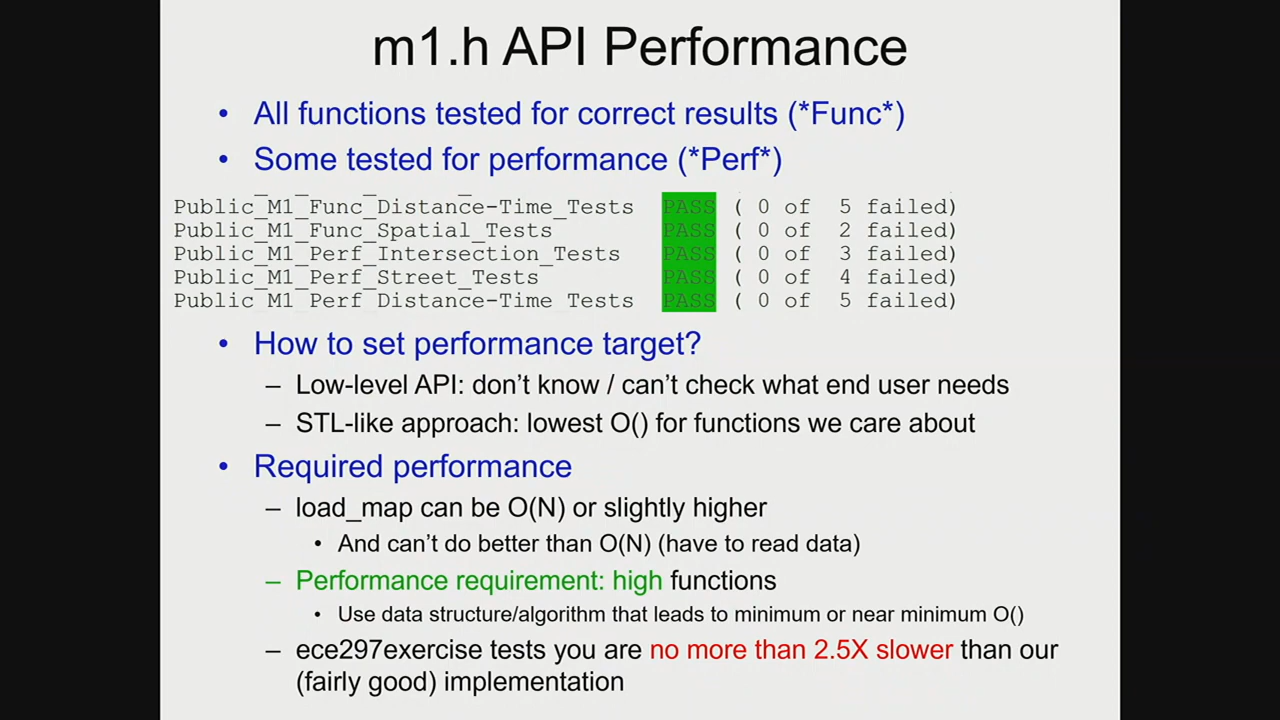 m1.h API Performance
• All functions tested for correct results (*Func*)
• Some tested for performance (*Perf*)
Public_M1_Func_Distance-Time_Tests PASS ( 0 of 5 failed)
Public_M1_Func_Spatial_Tests PASS ( 0 of 2 failed)
Public_M1_Perf_Intersection_Tests PASS ( 0 of 3 failed)
Public_M1_Perf_Street_Tests PASS ( 0 of 4 failed)
Public_M1_Perf_Distance-Time_Tests PASS ( 0 of 5 failed)
• How to set performance target?
– Low-level API: don’t know / can’t check what end user needs
– STL-like approach: lowest O() for functions we care about
• Required performance
– load_map can be O(N) or slightly higher
• And can’t do better than O(N) (have to read data)
– Performance requirement: high functions
• Use data structure/algorithm that leads to minimum or near minimum O()
– ece297exercise tests you are no more than 2.5X slower than our
(fairly good) implementation